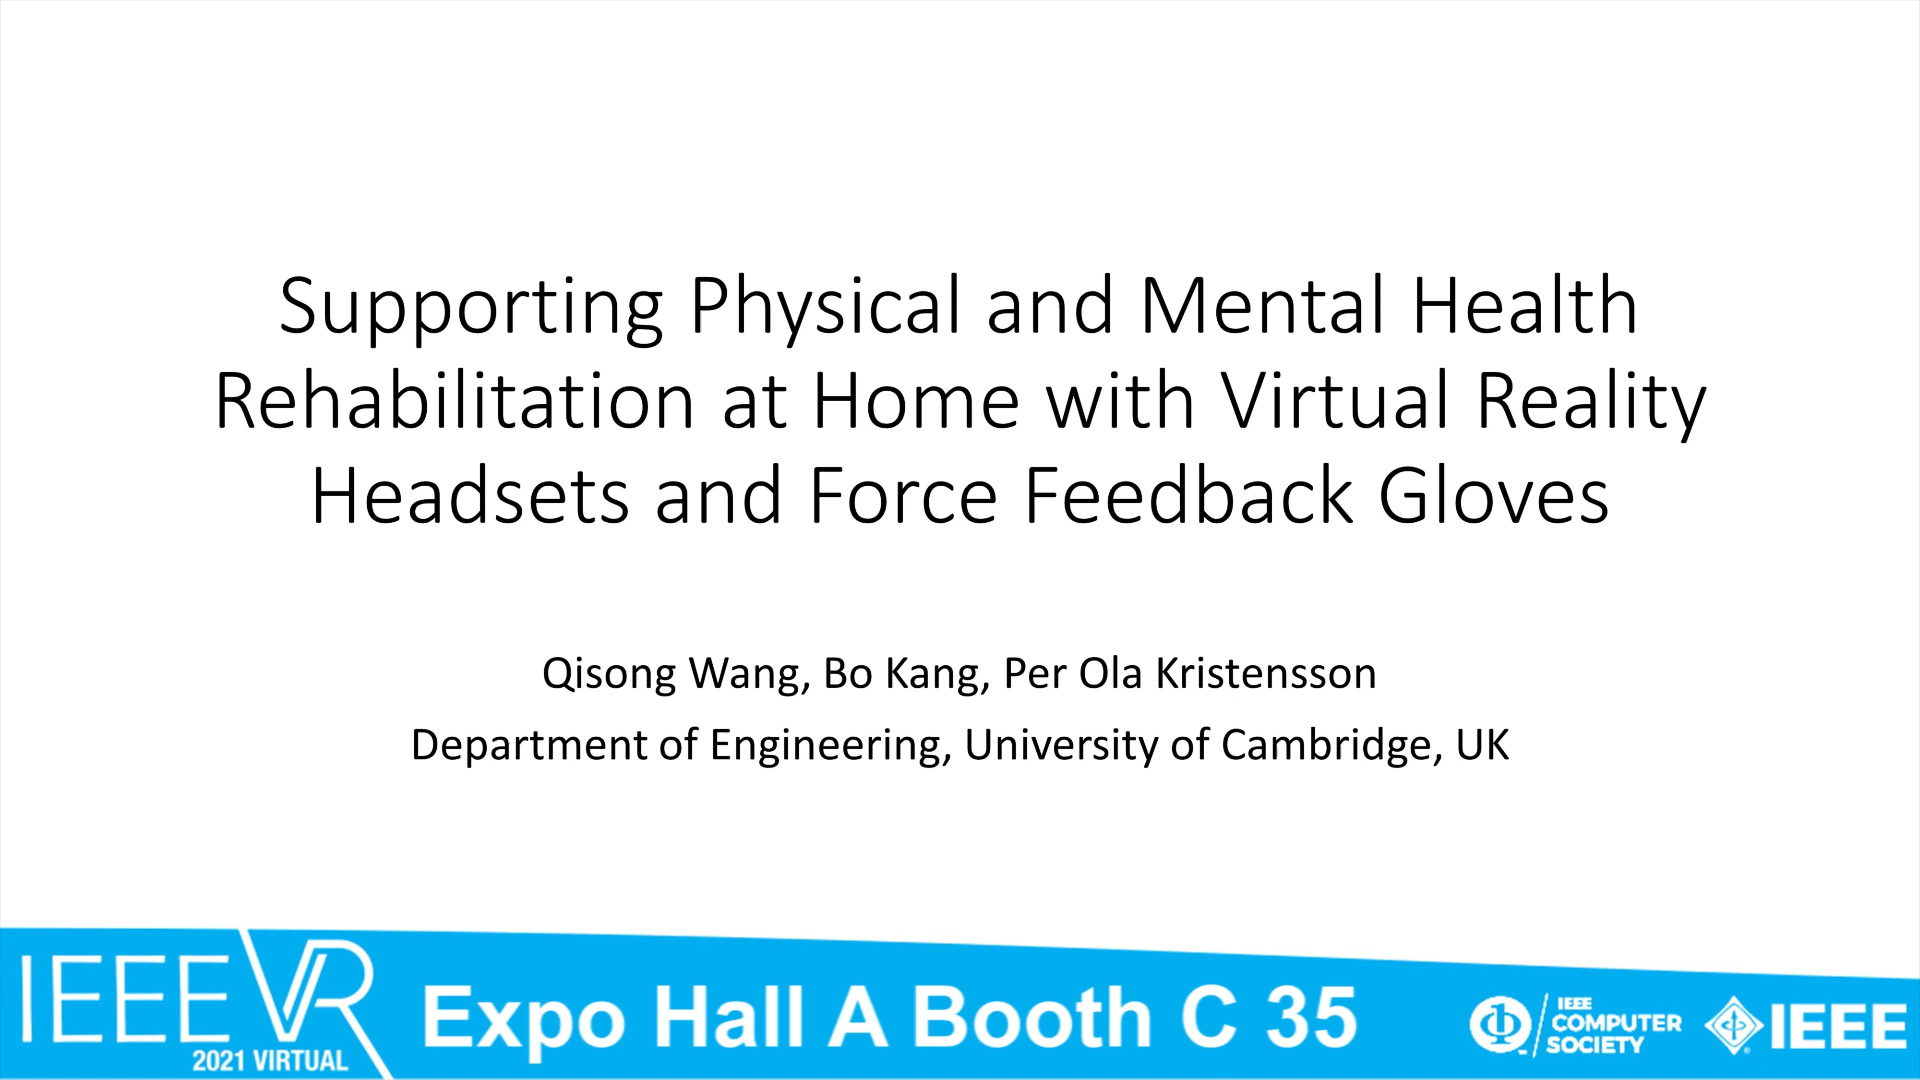 Supporting Physical and Mental Health
Rehabilitation at Home with Virtual Reality
Headsets and Force Feedback Gloves
Qisong Wang, Bo Kang, Per Ola Kristensson
Department of Engineering, University of Cambridge, UK
IEEE VR
2021 VIRTUAL
Expo Hall A Booth C 35
IEEE
COMPUTER
SOCIETY
IEEE